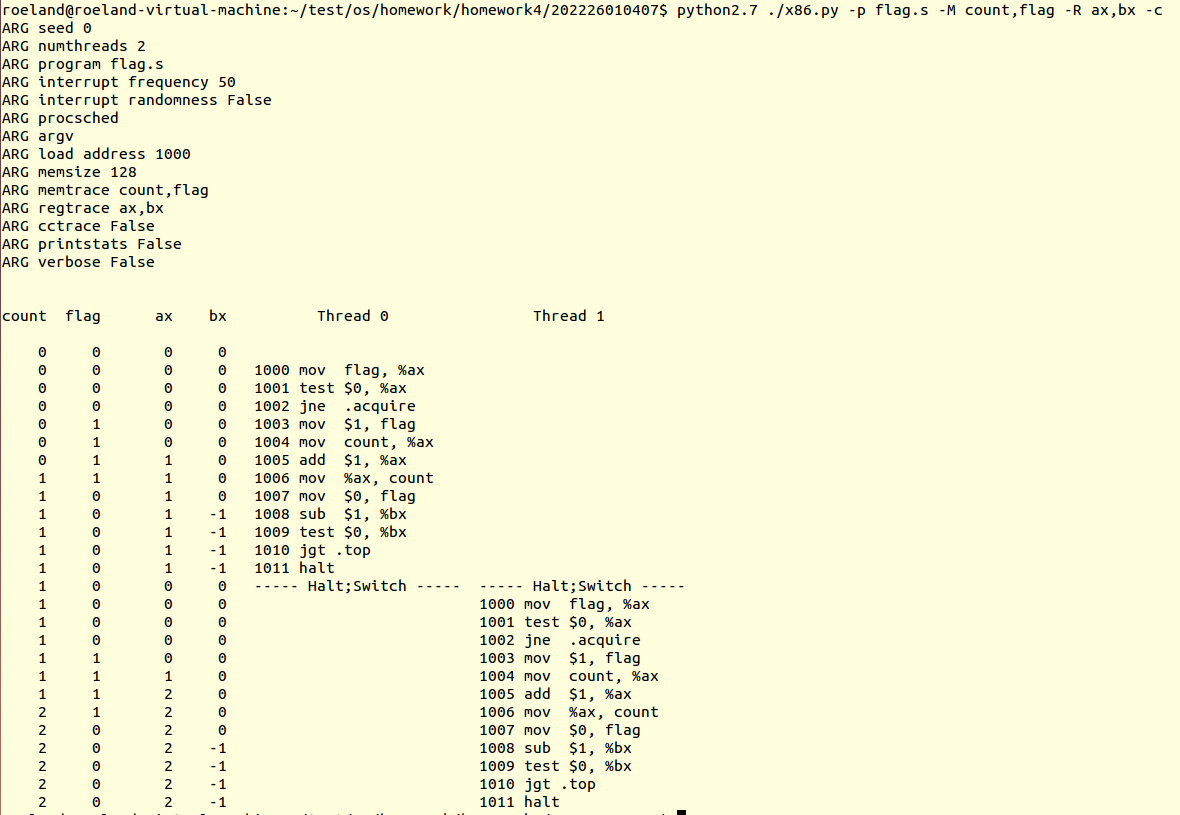 roeland@roeland-virtual-machine:~/test/os/homework/homework4/202226010407$ python2.7 ./x86.py -p flag.s -M count,flag -R ax,bx -c
ARG seed 0
ARG numthreads 2
ARG program flag.s
ARG interrupt frequency 50
ARG interrupt randomness False
ARG procsched
ARG argv
ARG load address 1000
ARG memsize 128
ARG memtrace count,flag
ARG regtrace ax,bx
ARG cctrace False
ARG printstats False
ARG verbose False
count  flag      ax    bx          Thread 0                Thread 1
    0     0       0     0
    0     0       0     0   1000 mov  flag, %ax
    0     0       0     0   1001 test $0, %ax
    0     0       0     0   1002 jne  .acquire
    0     1       0     0   1003 mov  $1, flag
    0     1       0     0   1004 mov  count, %ax
    0     1       1     0   1005 add  $1, %ax
    1     1       1     0   1006 mov  %ax, count
    1     0       1     0   1007 mov  $0, flag
    1     0       1    -1   1008 sub  $1, %bx
    1     0       1    -1   1009 test $0, %bx
    1     0       1    -1   1010 jgt .top
    1     0       1    -1   1011 halt
    1     0       0     0   ----- Halt;Switch -----  ----- Halt;Switch -----
    1     0       0     0                            1000 mov  flag, %ax
    1     0       0     0                            1001 test $0, %ax
    1     0       0     0                            1002 jne  .acquire
    1     1       0     0                            1003 mov  $1, flag
    1     1       1     0                            1004 mov  count, %ax
    1     1       2     0                            1005 add  $1, %ax
    2     1       2     0                            1006 mov  %ax, count
    2     0       2     0                            1007 mov  $0, flag
    2     0       2    -1                            1008 sub  $1, %bx
    2     0       2    -1                            1009 test $0, %bx
    2     0       2    -1                            1010 jgt .top
    2     0       2    -1                            1011 halt